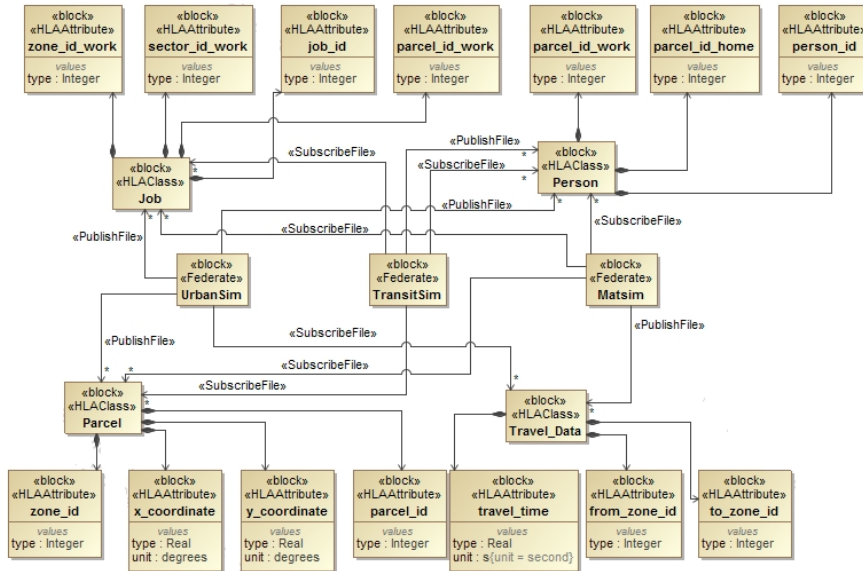 «block»
«HLAAttribute»
zone_id_work
values
type : Integer
«block»
«HLAAttribute»
sector_id_work
values
type : Integer
«block»
«HLAAttribute»
job_id
values
type : Integer
«block»
«HLAAttribute»
parcel_id_work
values
type : Integer
«block»
«HLAAttribute»
parcel_id_work
values
type : Integer
«block»
«HLAAttribute»
parcel_id_home
values
type : Integer
«block»
«HLAAttribute»
person_id
values
type : Integer
«block»
«HLAClass»
Job
«block»
«HLAClass»
Person
«PublishFile»
*
«SubscribeFile»
*
«SubscribeFile»
*
«PublishFile»
*
«SubscribeFile»
*
«PublishFile»
*
«SubscribeFile»
*
«block»
«Federate»
UrbanSim
«block»
«Federate»
TransitSim
«block»
«Federate»
Matsim
«PublishFile»
*
«SubscribeFile»
*
«PublishFile»
*
«SubscribeFile»
*
«SubscribeFile»
*
«block»
«HLAClass»
Parcel
«block»
«HLAClass»
Travel_Data
«block»
«HLAAttribute»
zone_id
values
type : Integer
«block»
«HLAAttribute»
x_coordinate
values
type : Real
unit : degrees
«block»
«HLAAttribute»
y_coordinate
values
type : Real
unit : degrees
«block»
«HLAAttribute»
parcel_id
values
type : Integer
«block»
«HLAAttribute»
travel_time
values
type : Real
unit : s{unit = second}
«block»
«HLAAttribute»
from_zone_id
values
type : Integer
«block»
«HLAAttribute»
to_zone_id
values
type : Integer